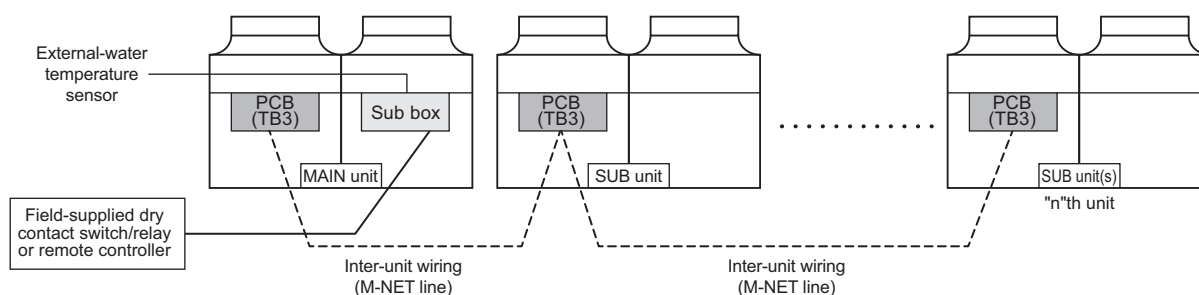 External-water
temperature
sensor
PCB
(TB3)
Sub box
MAIN unit
PCB
(TB3)
SUB unit
PCB
(TB3)
SUB unit(s)
"n"th unit
Field-supplied dry
contact switch/relay
or remote controller
Inter-unit wiring
(M-NET line)
Inter-unit wiring
(M-NET line)